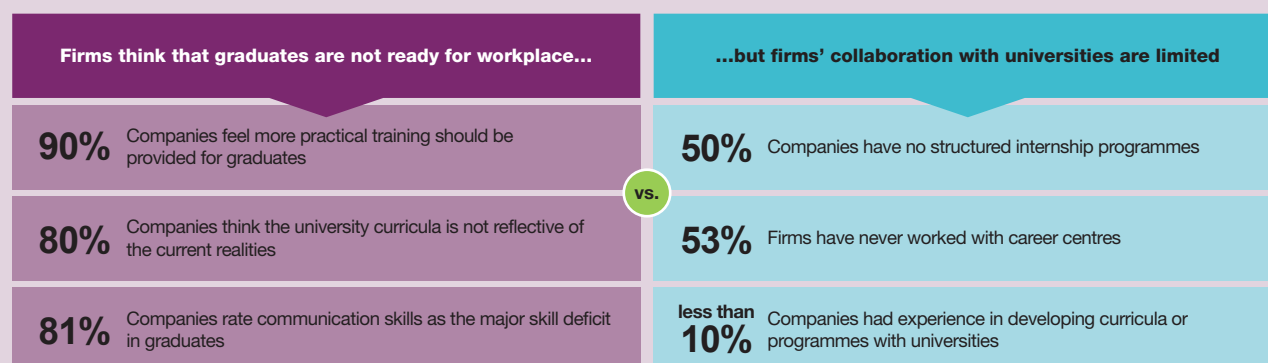 Firms think that graduates are not ready for workplace...
90%
Companies feel more practical training should be
provided for graduates
80%
Companies think the university curricula is not reflective of
the current realities
81%
Companies rate communication skills as the major skill deficit
in graduates
vs.
...but firms’ collaboration with universities are limited
50%
Companies have no structured internship programmes
53%
Firms have never worked with career centres
less than
10%
Companies had experience in developing curricula or
programmes with universities